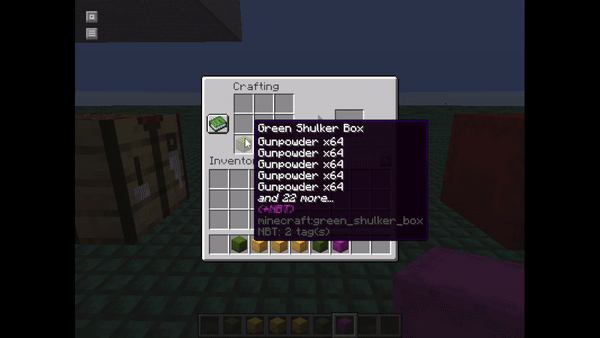 Crafting
Green Shulker Box
Gunpowder x64
Gunpowder x64
Gunpowder x64
Gunpowder x64
Gunpowder x64
and 22 more...
(+NBT)
minecraft:green_shulker_box
NBT: 2 tag(s)
Inventor